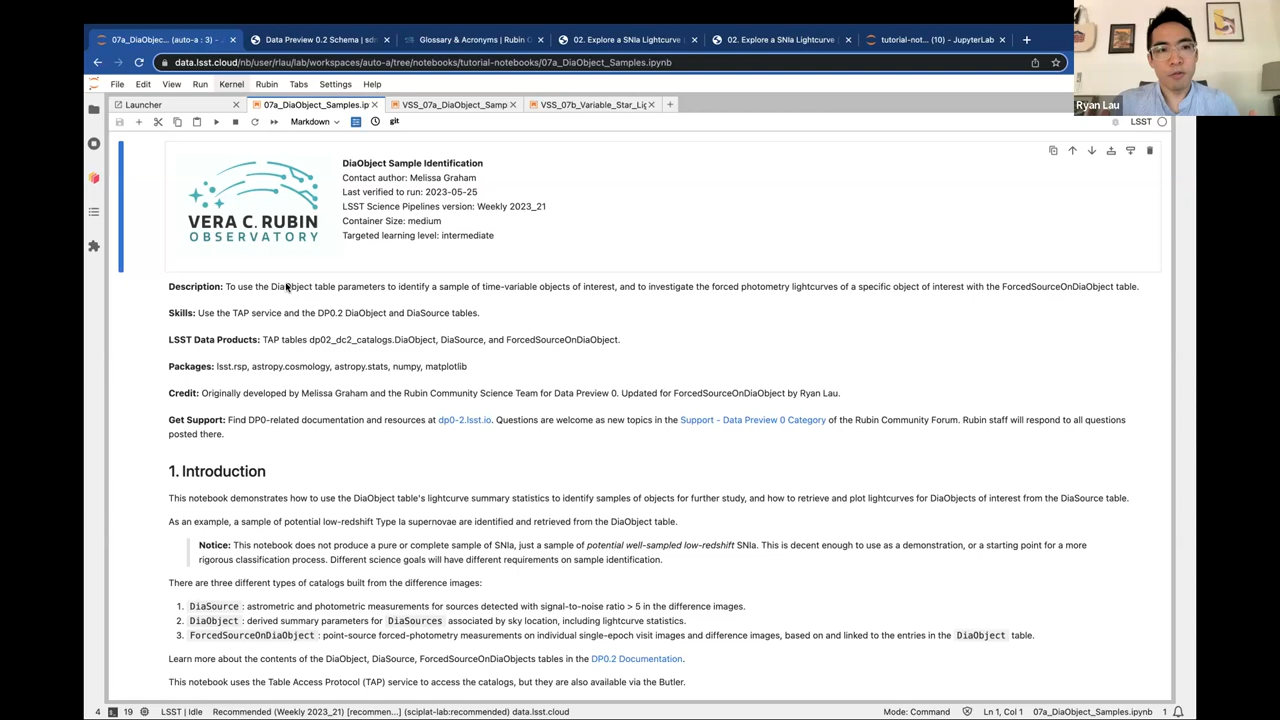 07a_DiaObjec... (auto-a : 3) -
Data Preview 0.2 Schema | sd
Glossary & Acronyms | Rubin C
02. Explore a SNIa Lightcurve
02. Explore a SNIa Lightcurve
tutorial-not... (10) - JupyterLab
data.lsst.cloud/nb/user/rlau/lab/workspaces/auto-a/tree/notebooks/tutorial-notebooks/07a_DiaObject_Samples.ipynb
File Edit View Run Kernel Rubin Tabs Settings Help
Ryan Lau
Launcher
07a_DiaObject_Samples.ip
VSS_07a_DiaObject_Samp
VSS_07b_Variable_Star_Lig
Markdown
git
LSST
VERA C. RUBIN
OBSERVATORY
DiaObject Sample Identification
Contact author: Melissa Graham
Last verified to run: 2023-05-25
LSST Science Pipelines version: Weekly 2023_21
Container Size: medium
Targeted learning level: intermediate
Description: To use the DiaObject table parameters to identify a sample of time-variable objects of interest, and to investigate the forced photometry lightcurves of a specific object of interest with the ForcedSourceOnDiaObject table.
Skills: Use the TAP service and the DP0.2 DiaObject and DiaSource tables.
LSST Data Products: TAP tables dp02_dc2_catalogs.DiaObject, DiaSource, and ForcedSourceOnDiaObject.
Packages: lsst.rsp, astropy.cosmology, astropy.stats, numpy, matplotlib
Credit: Originally developed by Melissa Graham and the Rubin Community Science Team for Data Preview 0. Updated for ForcedSourceOnDiaObject by Ryan Lau.
Get Support: Find DP0-related documentation and resources at dp0-2.lsst.io. Questions are welcome as new topics in the Support - Data Preview 0 Category of the Rubin Community Forum. Rubin staff will respond to all questions
posted there.
1. Introduction
This notebook demonstrates how to use the DiaObject table's lightcurve summary statistics to identify samples of objects for further study, and how to retrieve and plot lightcurves for DiaObjects of interest from the DiaSource table.
As an example, a sample of potential low-redshift Type Ia supernovae are identified and retrieved from the DiaObject table.
Notice: This notebook does not produce a pure or complete sample of SNIa, just a sample of potential well-sampled low-redshift SNIa. This is decent enough to use as a demonstration, or a starting point for a more
rigorous classification process. Different science goals will have different requirements on sample identification.
There are three different types of catalogs built from the difference images:
1. DiaSource : astrometric and photometric measurements for sources detected with signal-to-noise ratio > 5 in the difference images.
2. DiaObject : derived summary parameters for DiaSources associated by sky location, including lightcurve statistics.
3. ForcedSourceOnDiaObject : point-source forced-photometry measurements on individual single-epoch visit images and difference images, based on and linked to the entries in the DiaObject table.
Learn more about the contents of the DiaObject, DiaSource, ForcedSourceOnDiaObjects tables in the DP0.2 Documentation.
This notebook uses the Table Access Protocol (TAP) service to access the catalogs, but they are also available via the Butler.
4 19 LSST | Idle Recommended (Weekly 2023_21) [recommen...] (sciplat-lab:recommended) data.lsst.cloud Mode: Command Ln 1, Col 1 07a_DiaObject_Samples.ipynb 1